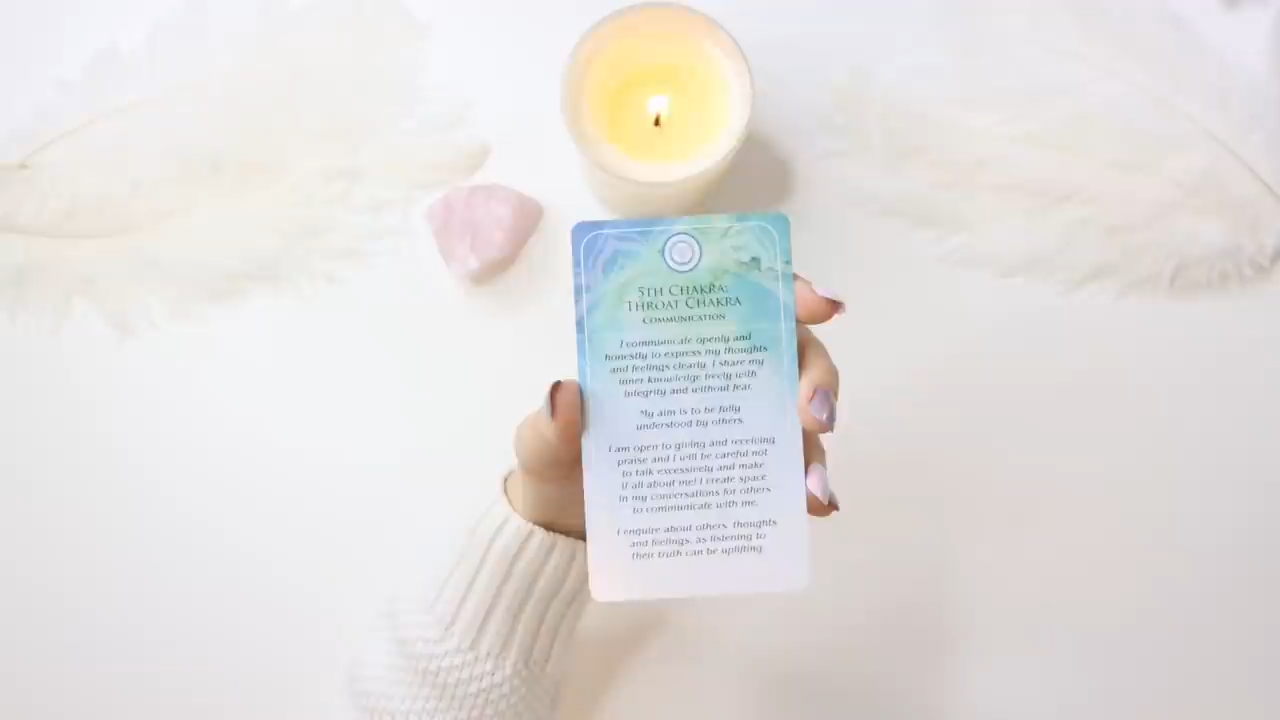 5th Chakra:
Throat Chakra
Communication
I communicate openly and
honestly to express my thoughts
and feelings clearly. I share my
inner knowledge freely with
integrity and without fear.
My aim is to be fully
understood by others.
I am open to giving and receiving
praise and I will be careful not
to talk excessively and make
it all about me! I create space
in my conversations for others
to communicate with me.
I enquire about others' thoughts
and feelings, as listening to
their truth can be uplifting